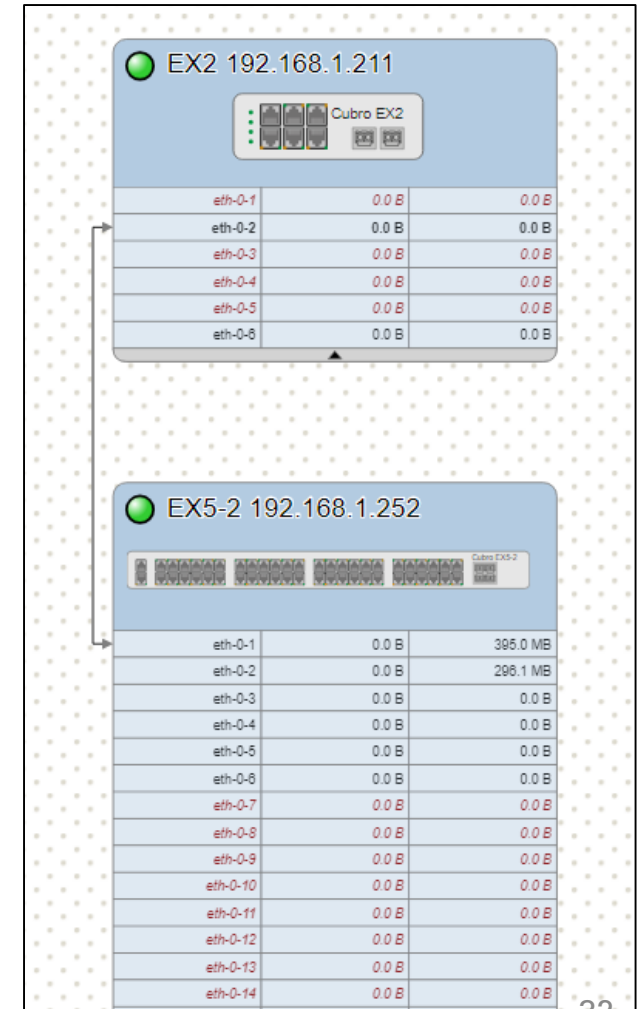 EX2 192.168.1.211
Cubro EX2
eth-0-1 0.0 B 0.0 B
eth-0-2 0.0 B 0.0 B
eth-0-3 0.0 B 0.0 B
eth-0-4 0.0 B 0.0 B
eth-0-5 0.0 B 0.0 B
eth-0-6 0.0 B 0.0 B
EX5-2 192.168.1.252
Cubro EX5-2
eth-0-1 0.0 B 395.0 MB
eth-0-2 0.0 B 296.1 MB
eth-0-3 0.0 B 0.0 B
eth-0-4 0.0 B 0.0 B
eth-0-5 0.0 B 0.0 B
eth-0-6 0.0 B 0.0 B
eth-0-7 0.0 B 0.0 B
eth-0-8 0.0 B 0.0 B
eth-0-9 0.0 B 0.0 B
eth-0-10 0.0 B 0.0 B
eth-0-11 0.0 B 0.0 B
eth-0-12 0.0 B 0.0 B
eth-0-13 0.0 B 0.0 B
eth-0-14 0.0 B 0.0 B